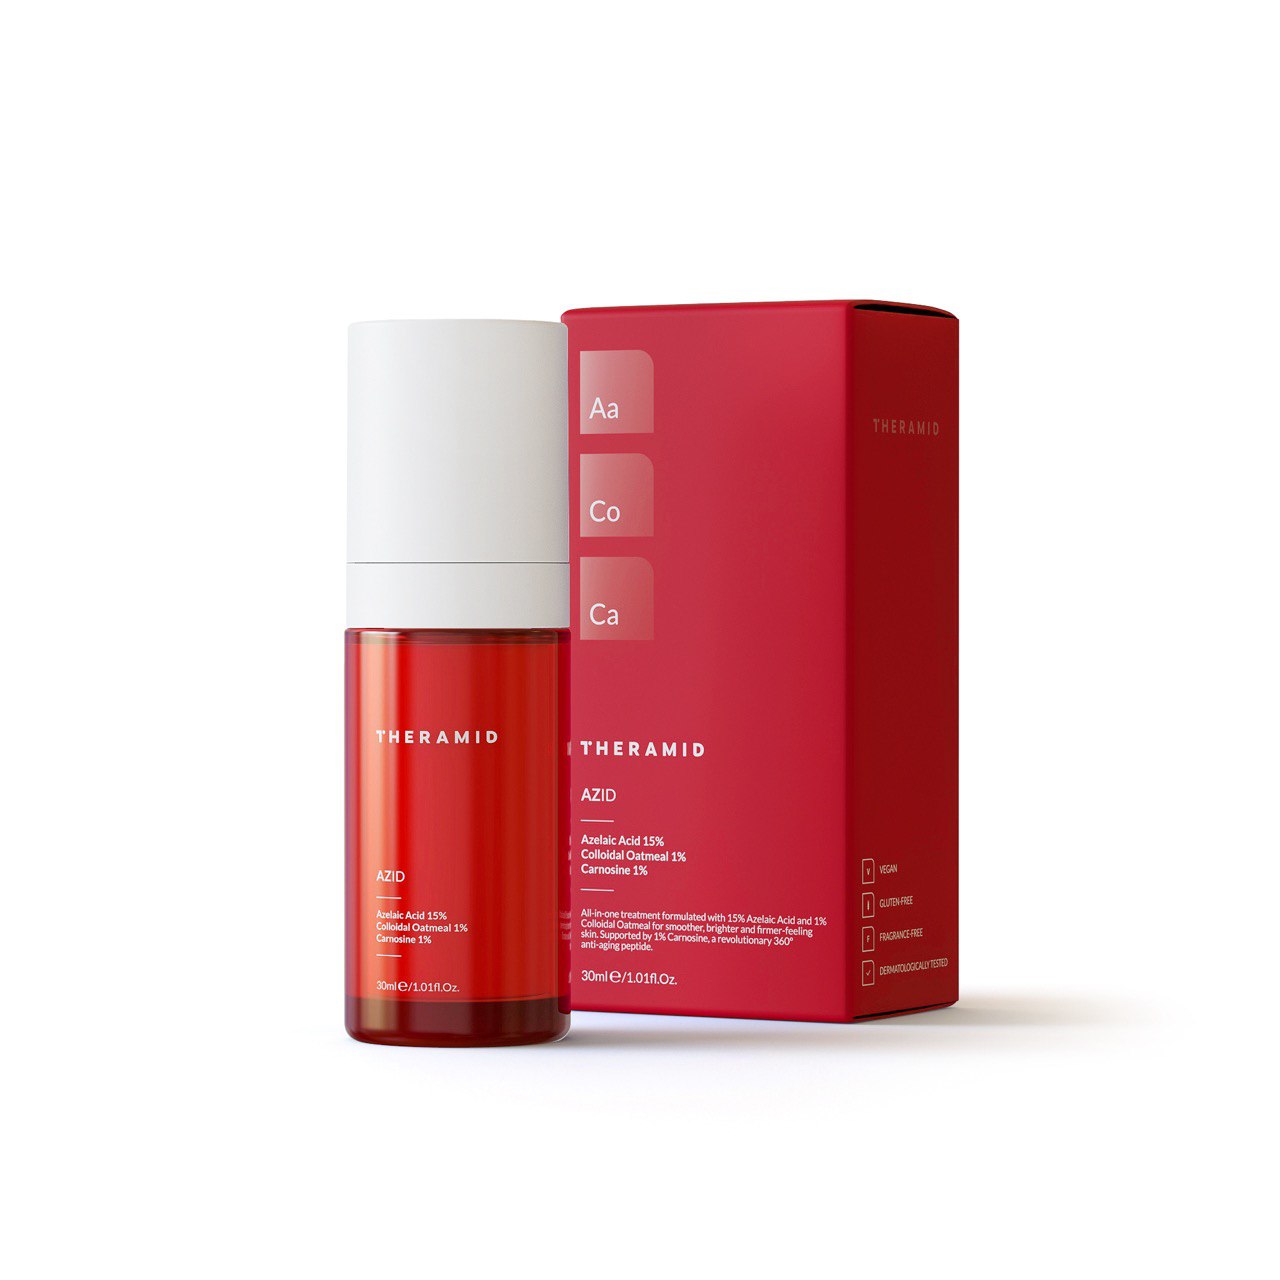 THERAMID
AZID
Azelaic Acid 15%
Colloidal Oatmeal 1%
Carnosine 1%
30ml℮/1.01fl.Oz.
Aa
Co
Ca
THERAMID
AZID
Azelaic Acid 15%
Colloidal Oatmeal 1%
Carnosine 1%
All-in-one treatment formulated with 15% Azelaic Acid and 1%
Colloidal Oatmeal for smoother, brighter and firmer-feeling
skin. Supported by 1% Carnosine, a revolutionary 360°
anti-aging peptide.
30ml℮/1.01fl.Oz.
THERAMID
V VEGAN
GLUTEN-FREE
F FRAGRANCE-FREE
DERMATOLOGICALLY TESTED